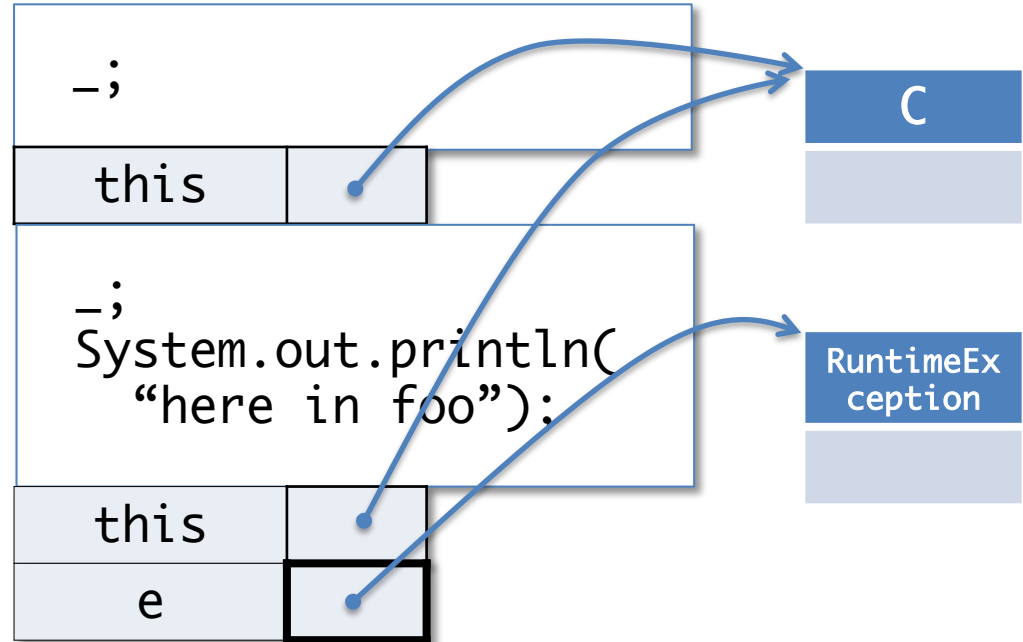 _;
this
_;
System.out.println(
“here in foo”);
this
e
C
RuntimeEx
ception